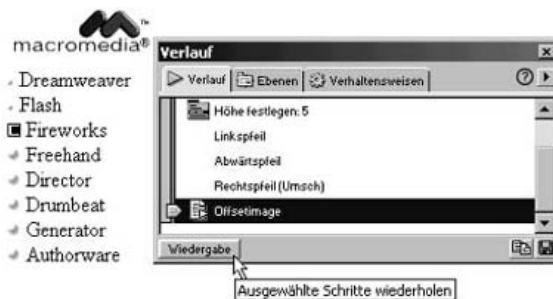 macromedia®
Dreamweaver
Flash
Fireworks
Freehand
Director
Drumbeat
Generator
Authorware
Verlauf
Verlauf Ebenen Verhaltensweisen
Höhe festlegen: 5
Linkspfeil
Abwärtspfeil
Rechtspfeil (Umsch)
Offsetimage
Wiedergabe
Ausgewählte Schritte wiederholen